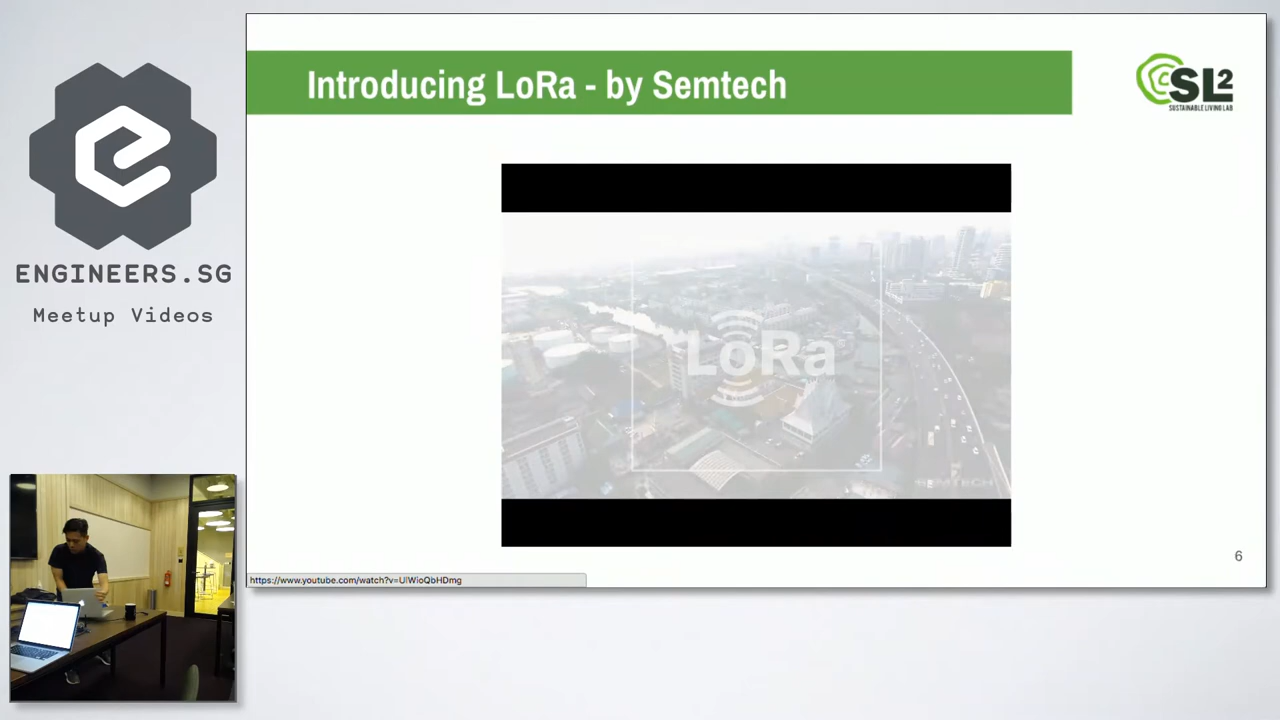 Introducing LoRa - by Semtech
SL2
SUSTAINABLE LIVING LAB
ENGINEERS.SG
Meetup Videos
LoRa
SEMTECH
6
https://www.youtube.com/watch?v=UlWioQbHDmg